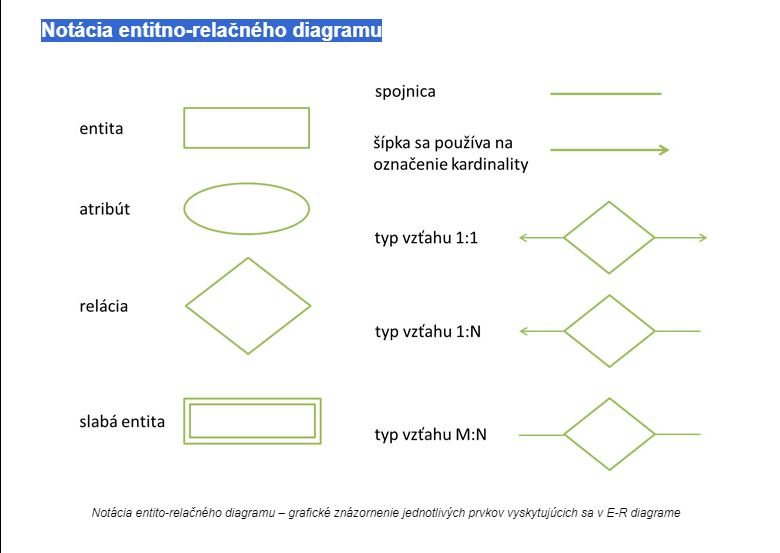 Notácia entitno-relačného diagramu
entita
atribút
relácia
slabá entita
spojnica
šípka sa používa na
označenie kardinality
typ vzťahu 1:1
typ vzťahu 1:N
typ vzťahu M:N
Notácia entito-relačného diagramu – grafické znázornenie jednotlivých prvkov vyskytujúcich sa v E-R diagrame